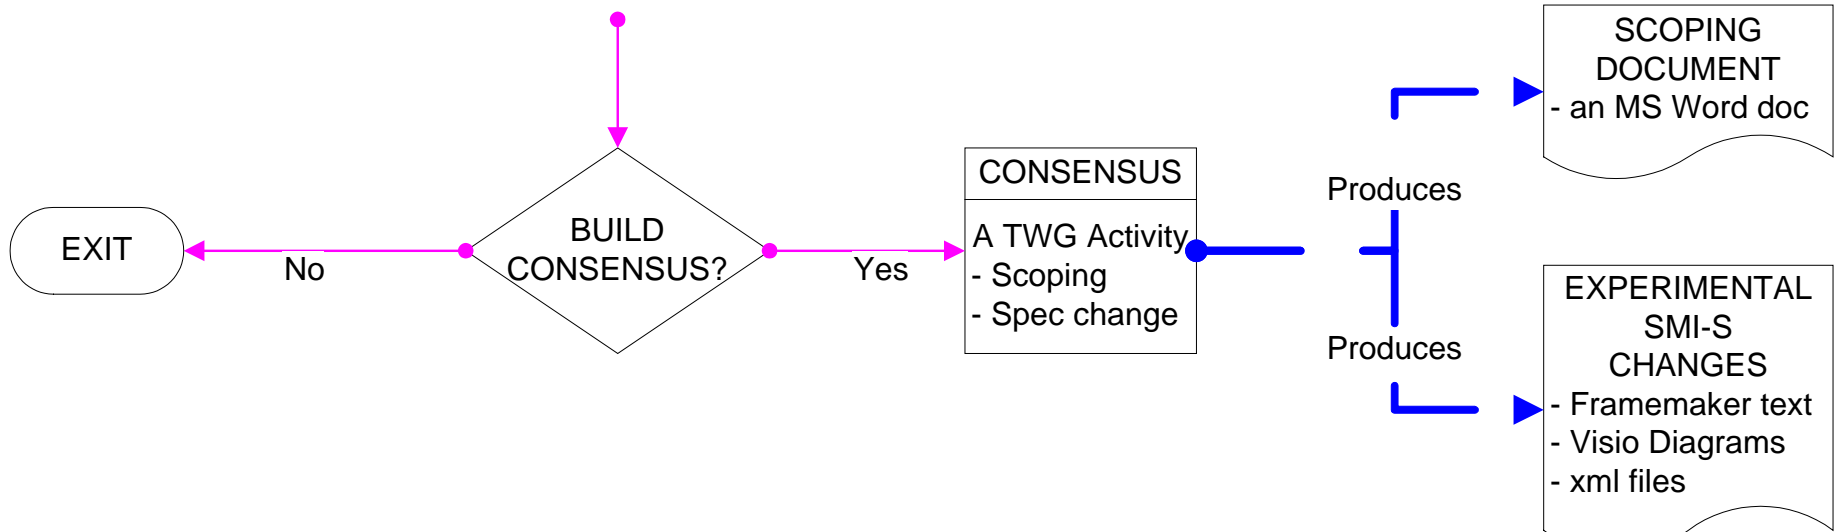 EXIT
No
BUILD
CONSENSUS?
Yes
CONSENSUS
A TWG Activity
- Scoping
- Spec change
Produces
Produces
SCOPING
DOCUMENT
- an MS Word doc
EXPERIMENTAL
SMI-S
CHANGES
- Framemaker text
- Visio Diagrams
- xml files